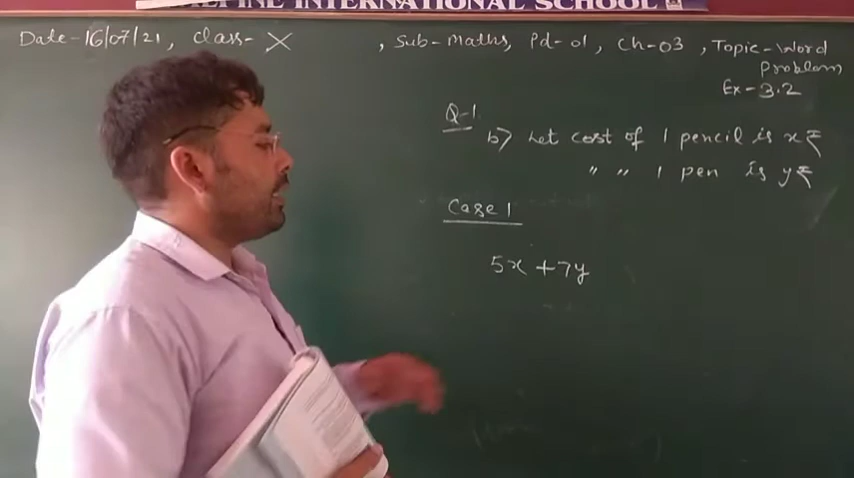 INTERNATIONAL SCHOOL
Date-16/07/21, Class-X, Sub-Maths, Pd-01, Ch-03, Topic-Word
Problem
Ex-3.2
Q-1
b) Let cost of 1 pencil is x₹
" " 1 pen is y₹
Case 1
5x + 7y